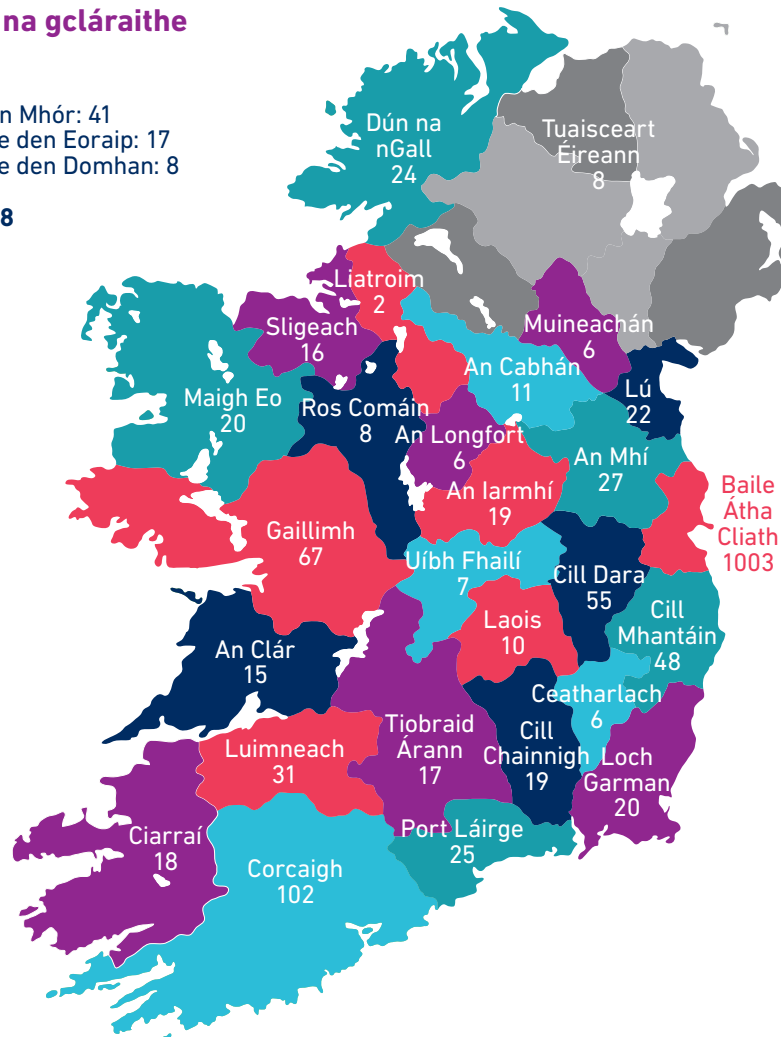 na gcláraithe
n Mhór: 41
e den Eoraip: 17
e den Domhan: 8
8
Dún na
nGall
24
Tuaisceart
Éireann
8
Liatroim
2
Sligeach
16
Muineachán
6
An Cabhán
11
Lú
22
Maigh Eo
20
Ros Comáin
8
An Longfort
6
An Mhí
27
An Iarmhí
19
Baile
Átha
Cliath
1003
Gaillimh
67
Uíbh Fhailí
7
Cill Dara
55
Laois
10
Cill
Mhantáin
48
An Clár
15
Ceatharlach
6
Tiobraid
Árann
17
Cill
Chainnigh
19
Loch
Garman
20
Luimneach
31
Ciarraí
18
Port Láirge
25
Corcaigh
102